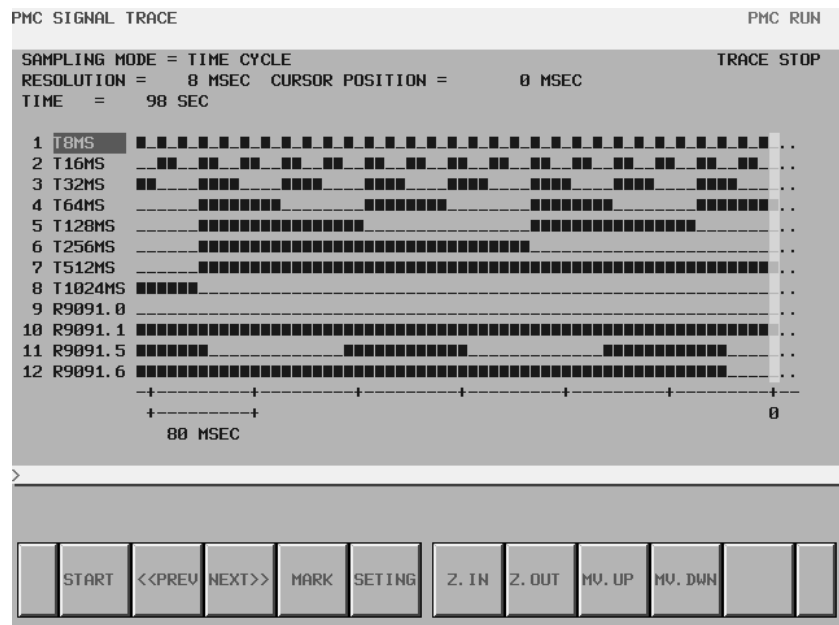 PMC SIGNAL TRACE PMC RUN
SAMPLING MODE = TIME CYCLE TRACE STOP
RESOLUTION = 8 MSEC CURSOR POSITION = 0 MSEC
TIME = 98 SEC
1 T8MS
2 T16MS
3 T32MS
4 T64MS
5 T128MS
6 T256MS
7 T512MS
8 T1024MS
9 R9091.0
10 R9091.1
11 R9091.5
12 R9091.6
0
80 MSEC
>
START <<PREV NEXT>> MARK SETING Z.IN Z.OUT MV.UP MV.DWN